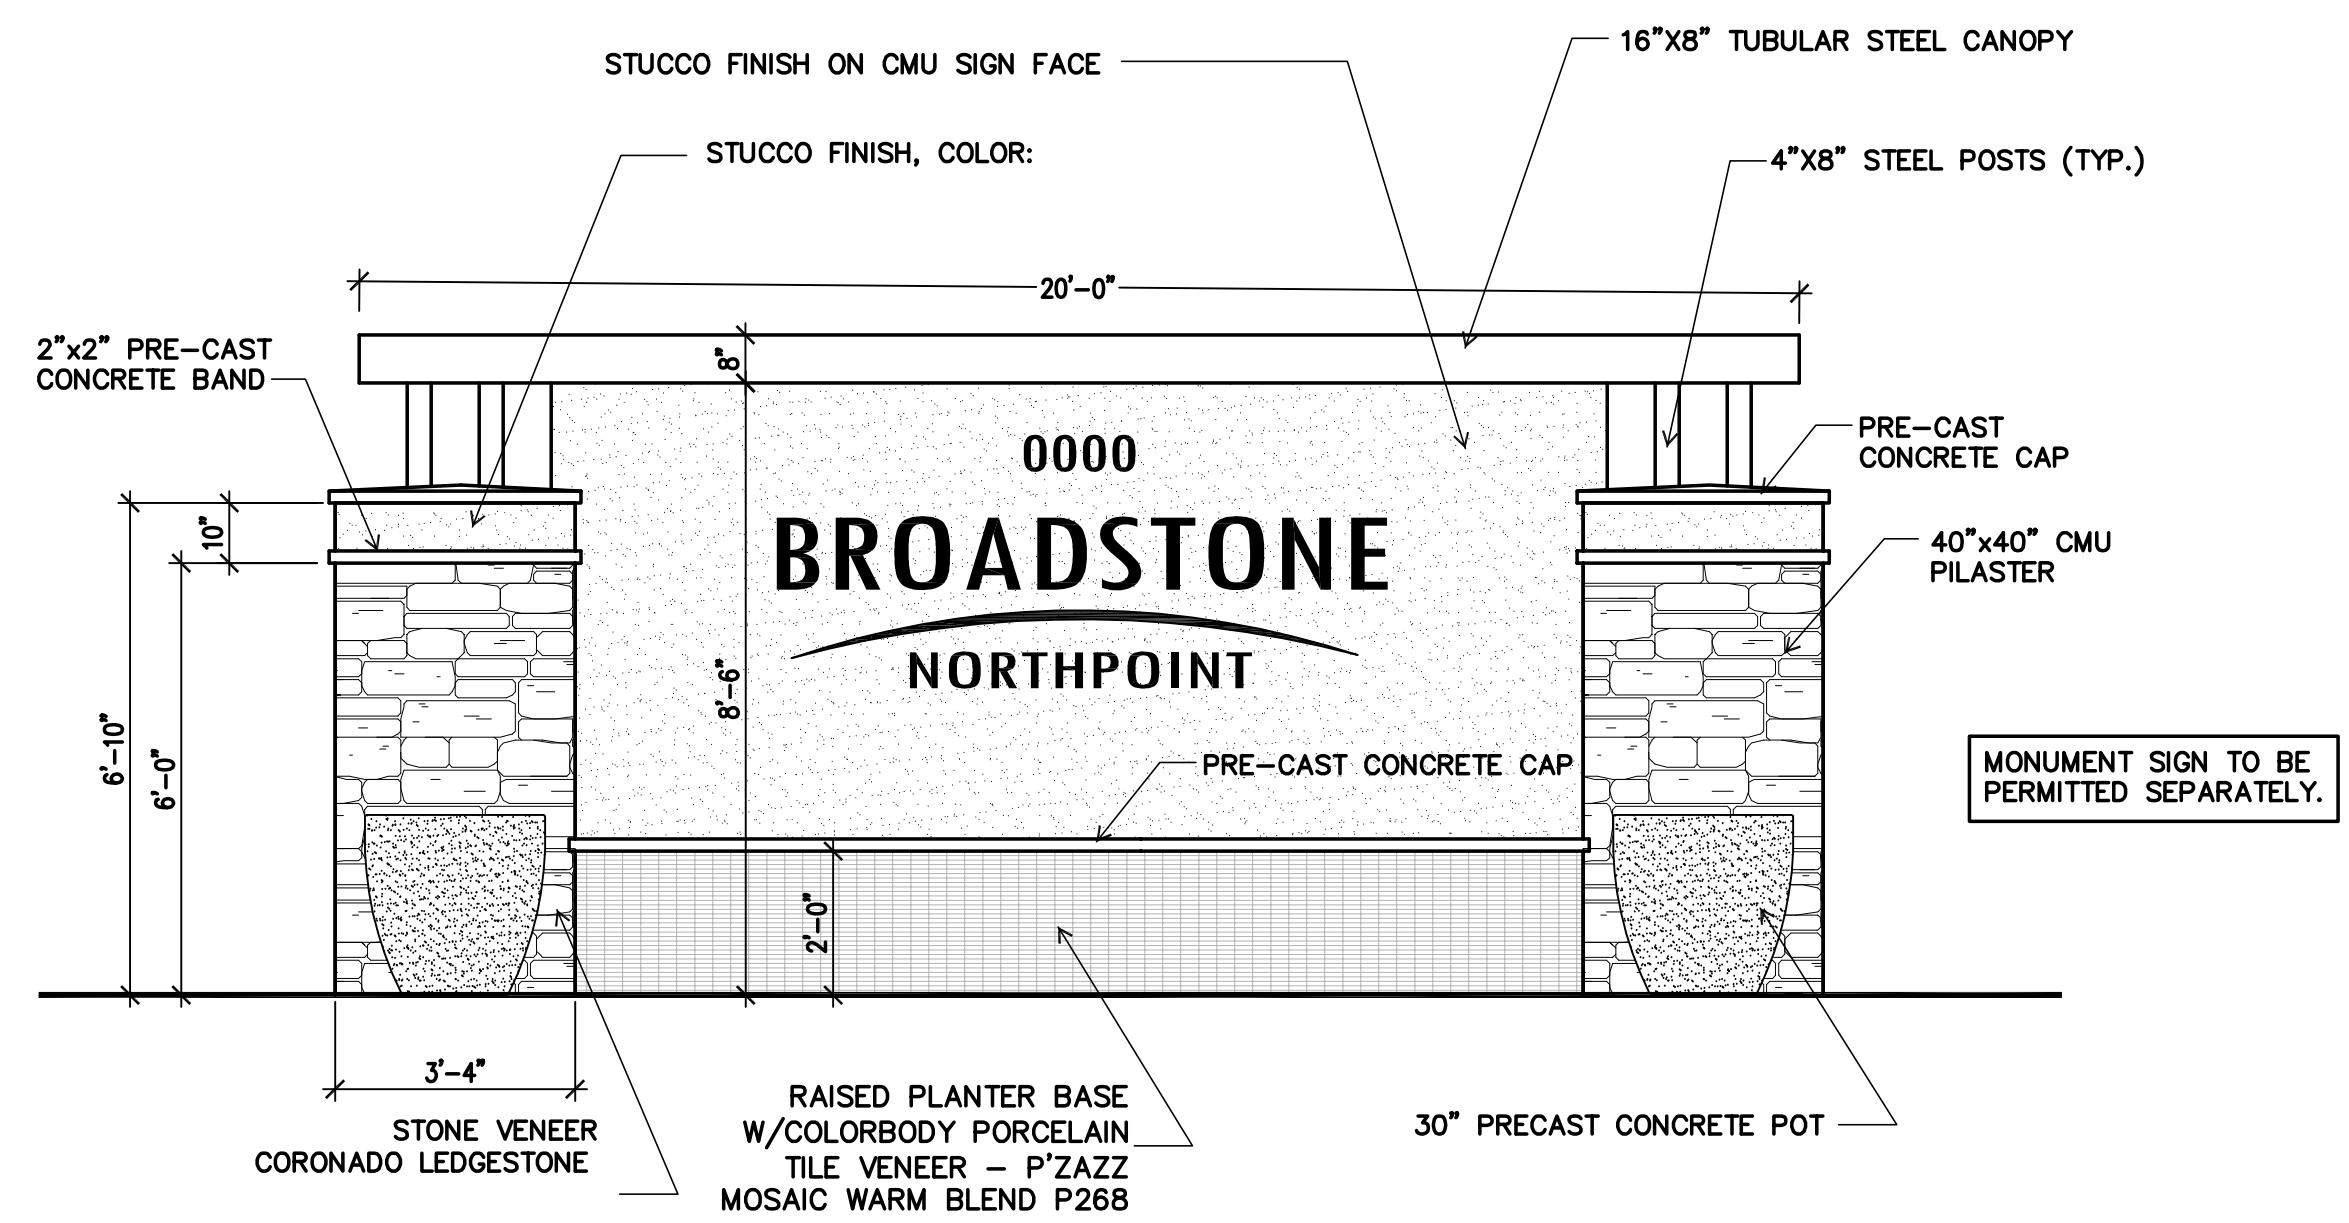 16”X8” TUBULAR STEEL CANOPY
STUCCO FINISH ON CMU SIGN FACE
STUCCO FINISH, COLOR:
4”X8” STEEL POSTS (TYP.)
20’-0”
2”x2” PRE-CAST
CONCRETE BAND
8”
PRE-CAST
CONCRETE CAP
0000
BROADSTONE
NORTHPOINT
10”
40”x40” CMU
PILASTER
8’-6”
6’-10”
6’-0”
PRE-CAST CONCRETE CAP
MONUMENT SIGN TO BE
PERMITTED SEPARATELY.
2’-0”
3’-4”
STONE VENEER
CORONADO LEDGESTONE
RAISED PLANTER BASE
W/COLORBODY PORCELAIN
TILE VENEER - P’ZAZZ
MOSAIC WARM BLEND P268
30” PRECAST CONCRETE POT